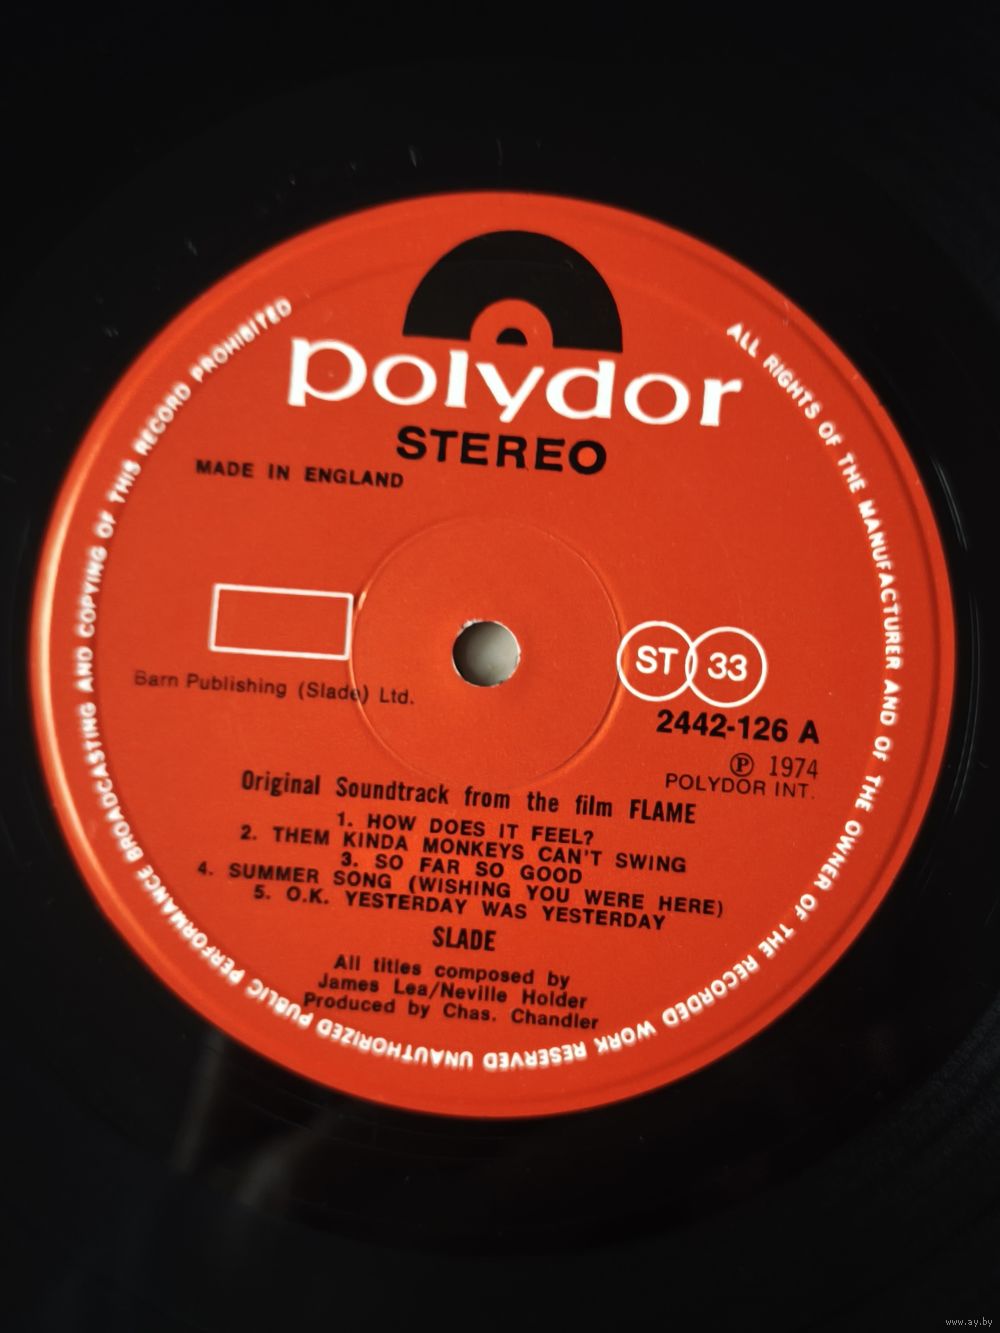 polydor
STEREO
MADE IN ENGLAND
ST 33
Barn Publishing (Slade) Ltd.
2442-126 A
Ⓟ 1974
POLYDOR INT.
Original Soundtrack from the film FLAME
1. HOW DOES IT FEEL?
2. THEM KINDA MONKEYS CAN'T SWING
3. SO FAR SO GOOD
4. SUMMER SONG (WISHING YOU WERE HERE)
5. O.K. YESTERDAY WAS YESTERDAY
SLADE
All titles composed by
James Lea/Neville Holder
Produced by Chas. Chandler
ALL RIGHTS OF THE MANUFACTURER AND OF THE OWNER OF THE RECORDED WORK RESERVED UNAUTHORIZED PUBLIC PERFORMANCE BROADCASTING AND COPYING OF THIS RECORD PROHIBITED
www.ay.by